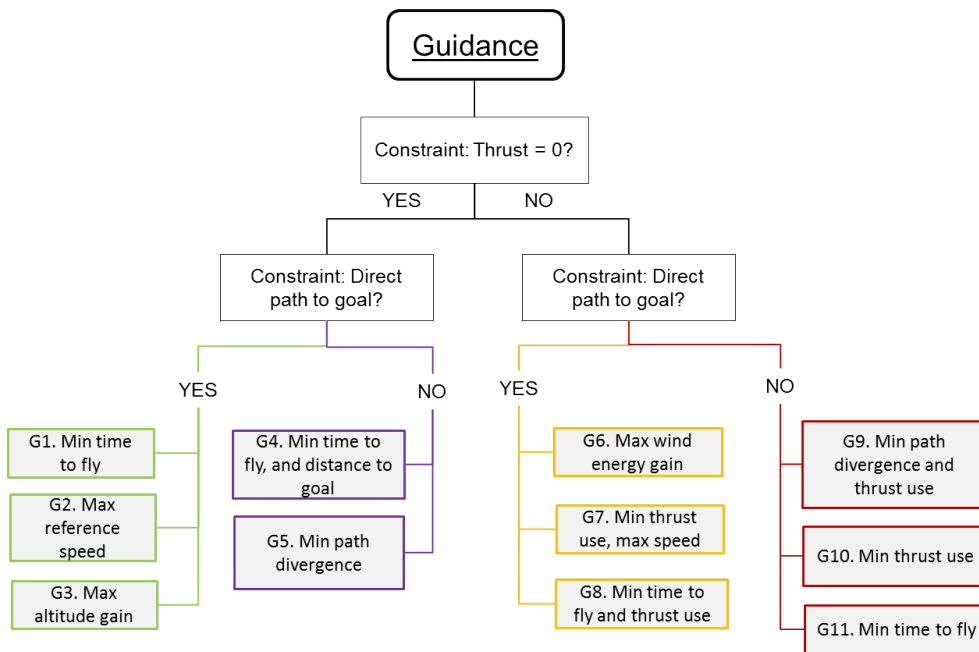 Guidance
Constraint: Thrust = 0?
YES
NO
Constraint: Direct
path to goal?
Constraint: Direct
path to goal?
YES
NO
YES
NO
G1. Min time
to fly
G2. Max
reference
speed
G3. Max
altitude gain
G4. Min time to
fly, and distance to
goal
G5. Min path
divergence
G6. Max wind
energy gain
G7. Min thrust
use, max speed
G8. Min time to
fly and thrust use
G9. Min path
divergence and
thrust use
G10. Min thrust use
G11. Min time to fly